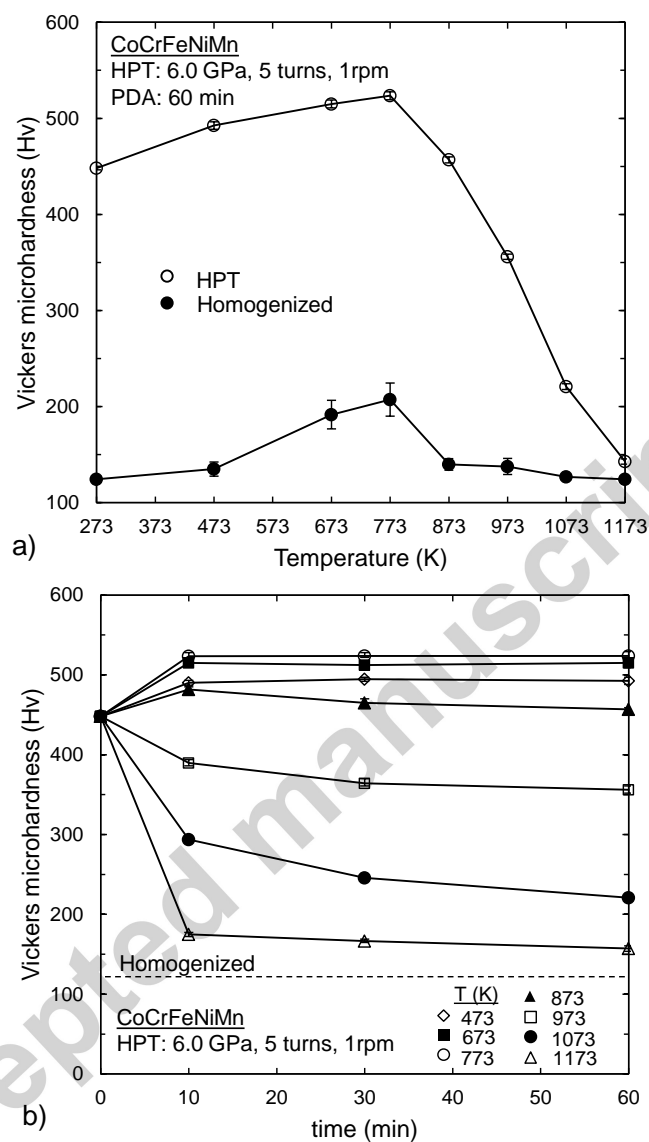 600
500
400
300
200
100
Vickers microhardness (Hv)
CoCrFeNiMn
HPT: 6.0 GPa, 5 turns, 1rpm
PDA: 60 min
HPT
Homogenized
273 373 473 573 673 773 873 973 1073 1173
Temperature (K)
a)
600
500
400
300
200
100
0
Vickers microhardness (Hv)
Homogenized
CoCrFeNiMn
HPT: 6.0 GPa, 5 turns, 1rpm
T (K)
473
673
773
873
973
1073
1173
0 10 20 30 40 50 60
time (min)
b)
epted manuscrip